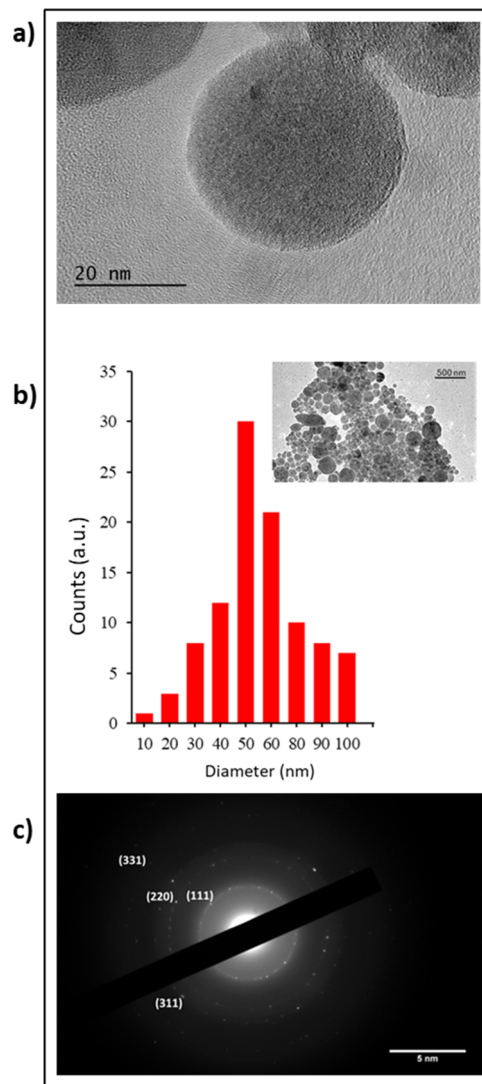 a)
20 nm
b)
35
30
25
20
15
10
5
0
Counts (a.u.)
500 nm
10 20 30 40 50 60 80 90 100
Diameter (nm)
c)
(331)
(220) (111)
(311)
5 nm